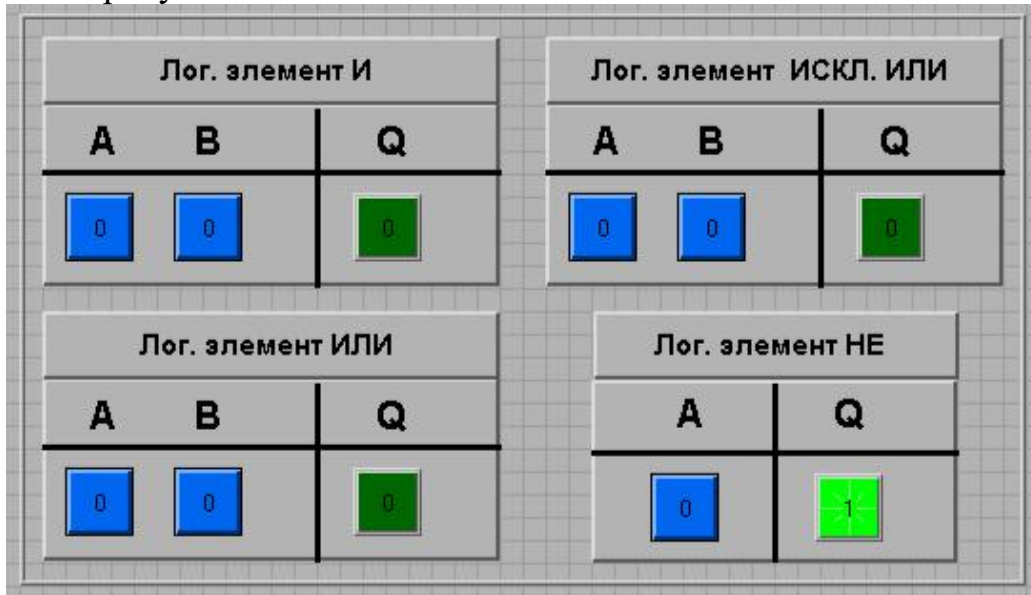 Лог. элемент И
A B Q
0 0 0
Лог. элемент ИСКЛ. ИЛИ
A B Q
0 0 0
Лог. элемент ИЛИ
A B Q
0 0 0
Лог. элемент НЕ
A Q
0 1